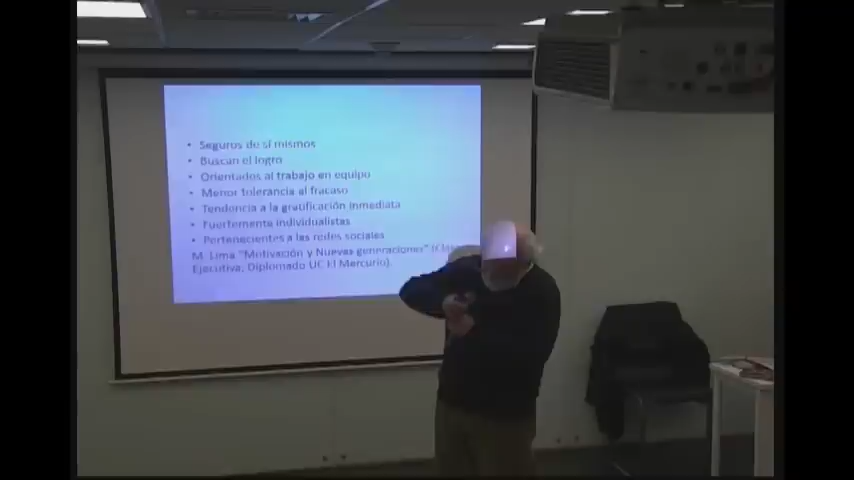 • Seguros de sí mismos
• Buscan el logro
• Orientados al trabajo en equipo
• Menor tolerancia al fracaso
• Tendencia a la gratificación inmediata
• Fuertemente individualistas
• Pertenecientes a las redes sociales
M. Lima "Motivación y Nuevas generaciones"
Ejecutiva, Diplomado UC El Mercurio).